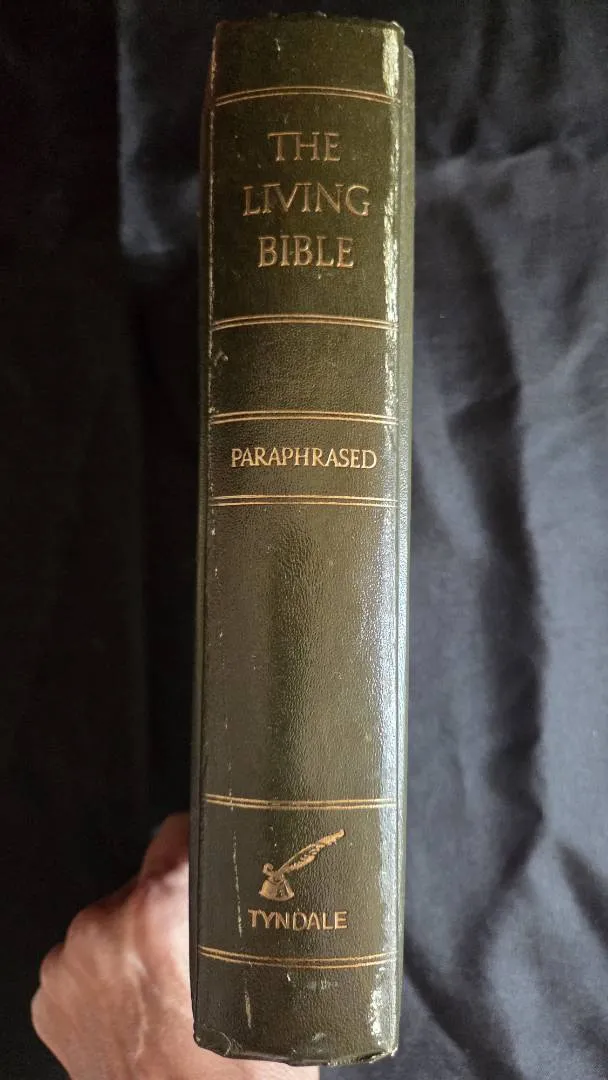 THE
LIVING
BIBLE
PARAPHRASED
TYNDALE